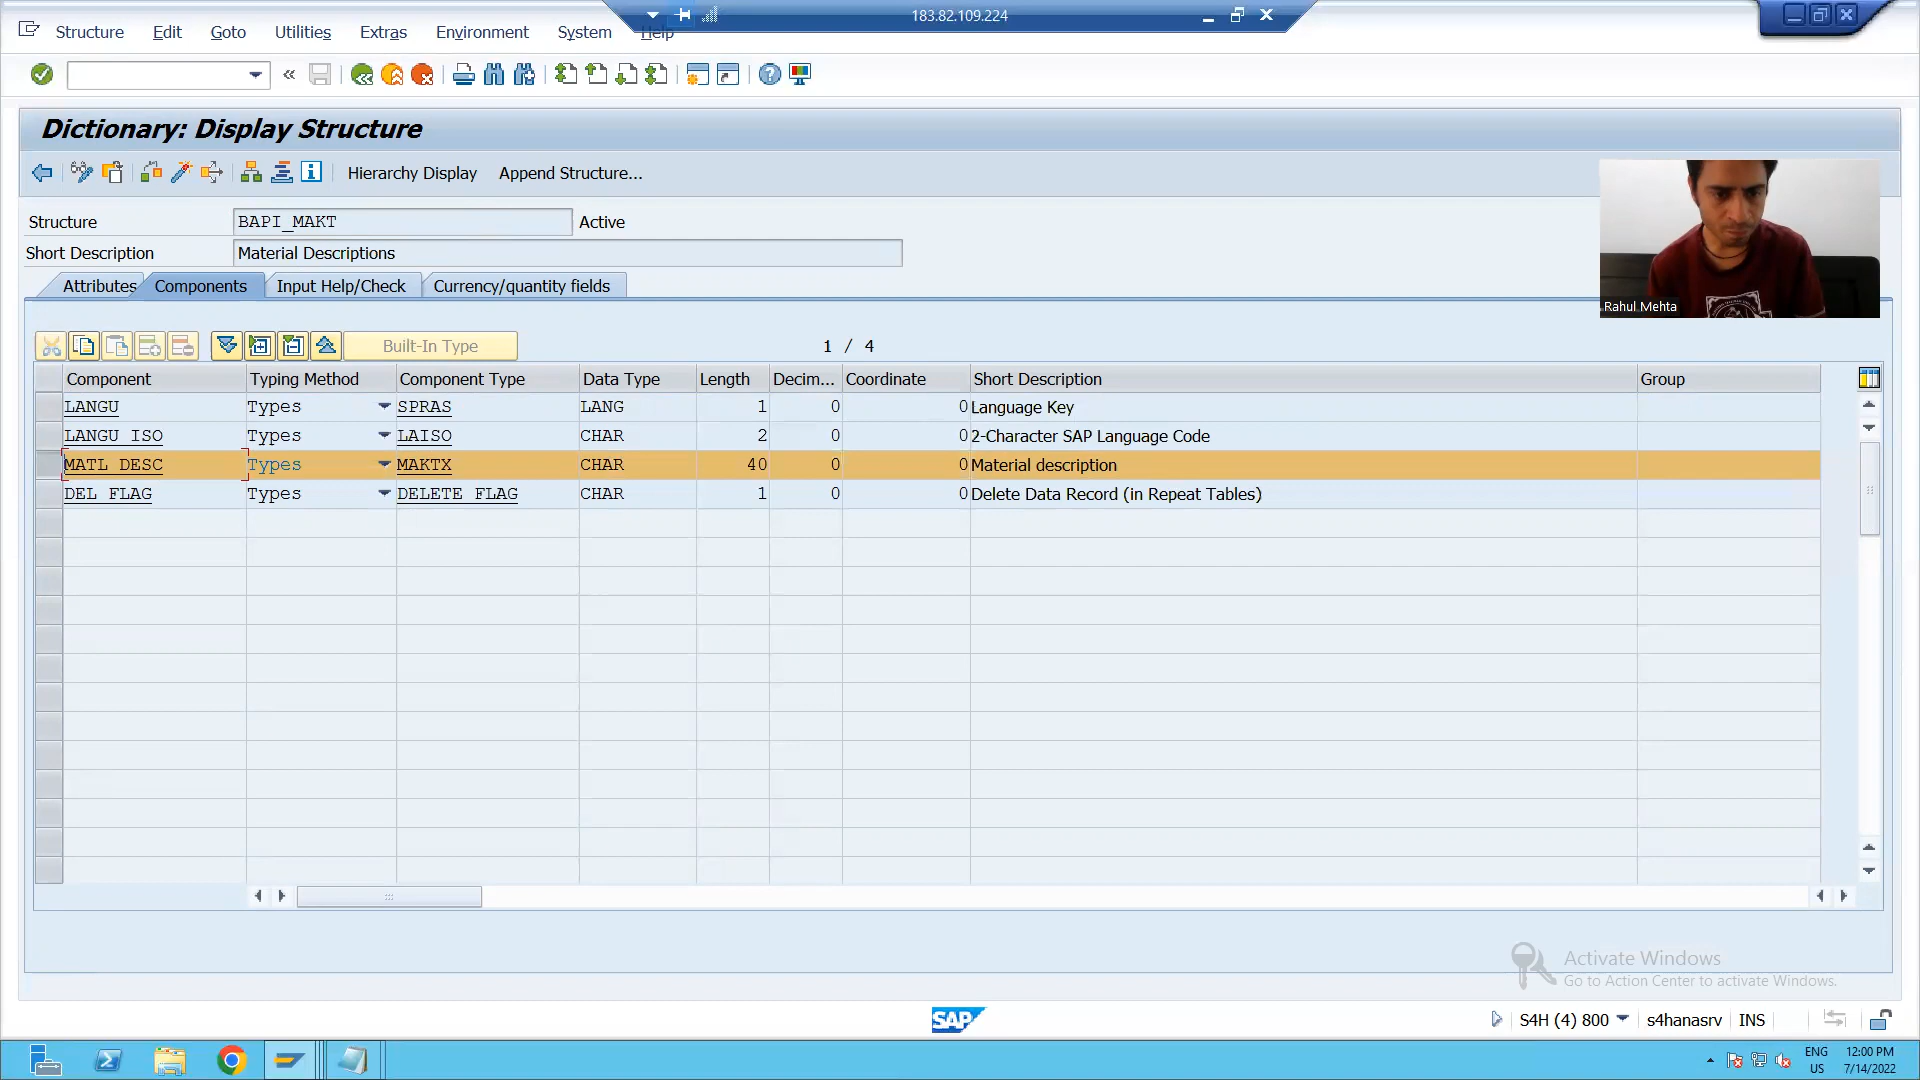 183.82.109.224
Structure Edit Goto Utilities Extras Environment System Help
Dictionary: Display Structure
Hierarchy Display Append Structure...
Structure BAPI_MAKT Active
Short Description Material Descriptions
Rahul Mehta
Attributes Components Input Help/Check Currency/quantity fields
Built-In Type 1 / 4
Component Typing Method Component Type Data Type Length Decim... Coordinate Short Description Group
LANGU Types SPRAS LANG 1 0 0 Language Key
LANGU_ISO Types LAISO CHAR 2 0 0 2-Character SAP Language Code
MATL_DESC Types MAKTX CHAR 40 0 0 Material description
DEL_FLAG Types DELETE_FLAG CHAR 1 0 0 Delete Data Record (in Repeat Tables)
Activate Windows
Go to Action Center to activate Windows.
SAP S4H (4) 800 s4hanasrv INS
ENG 12:00 PM
US 7/14/2022